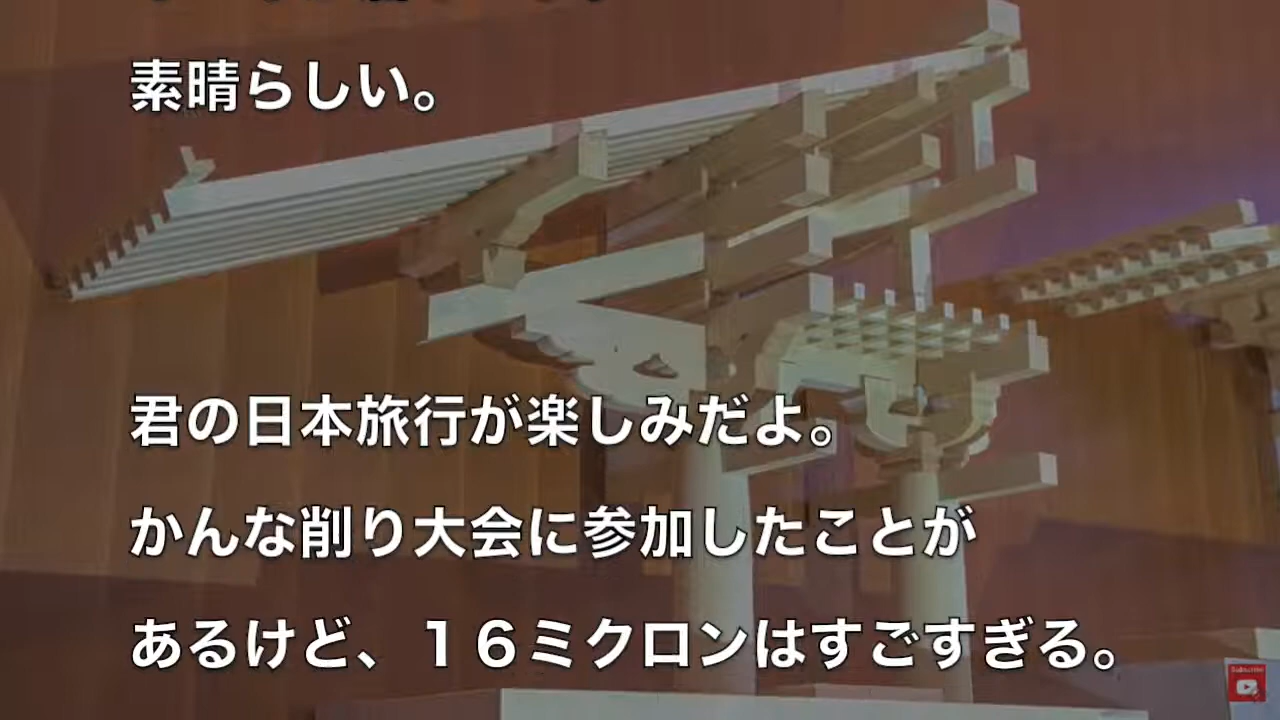 素晴らしい。
君の日本旅行が楽しみだよ。
かんな削り大会に参加したことが
あるけど、１６ミクロンはすごすぎる。